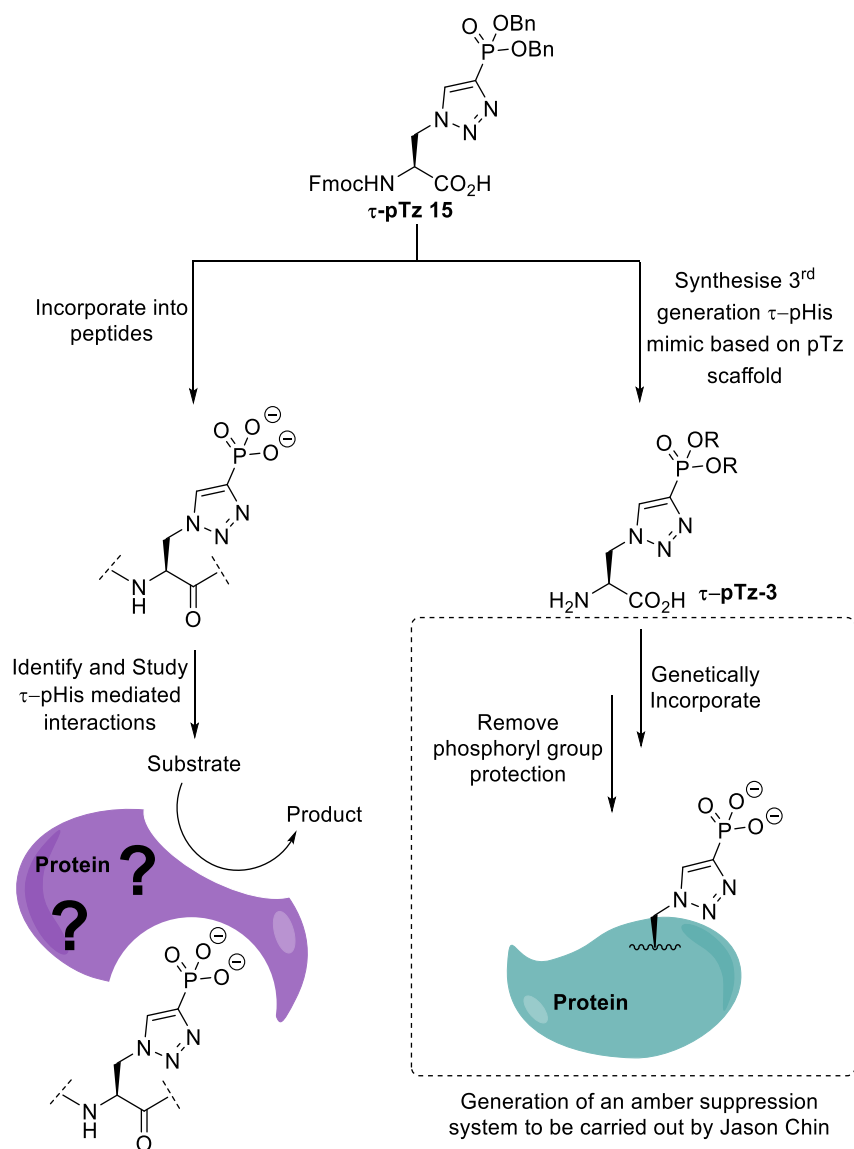 O
OBn
P
OBn
N
N
N
FmocHN
CO2H
τ-pTz 15
Incorporate into
peptides
Synthesise 3rd
generation τ–pHis
mimic based on pTz
scaffold
O
O
⊖
P
O
⊖
N
N
N
N
H
O
O
OR
P
OR
N
N
N
H2N
CO2H
τ–pTz-3
Identify and Study
τ–pHis mediated
interactions
Genetically
Incorporate
Remove
phosphoryl group
protection
Substrate
Product
Protein
?
?
O
O
⊖
P
O
⊖
N
N
N
N
H
O
O
O
⊖
P
O
⊖
N
N
N
Protein
Generation of an amber suppression
system to be carried out by Jason Chin